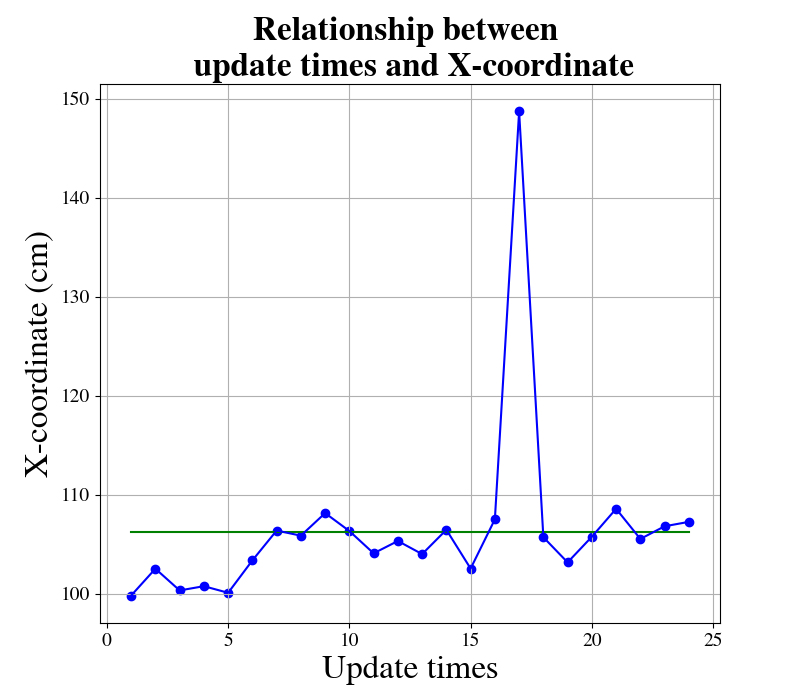 Relationship between
update times and X-coordinate
150
140
130
120
110
100
X-coordinate (cm)
0 5 10 15 20 25
Update times